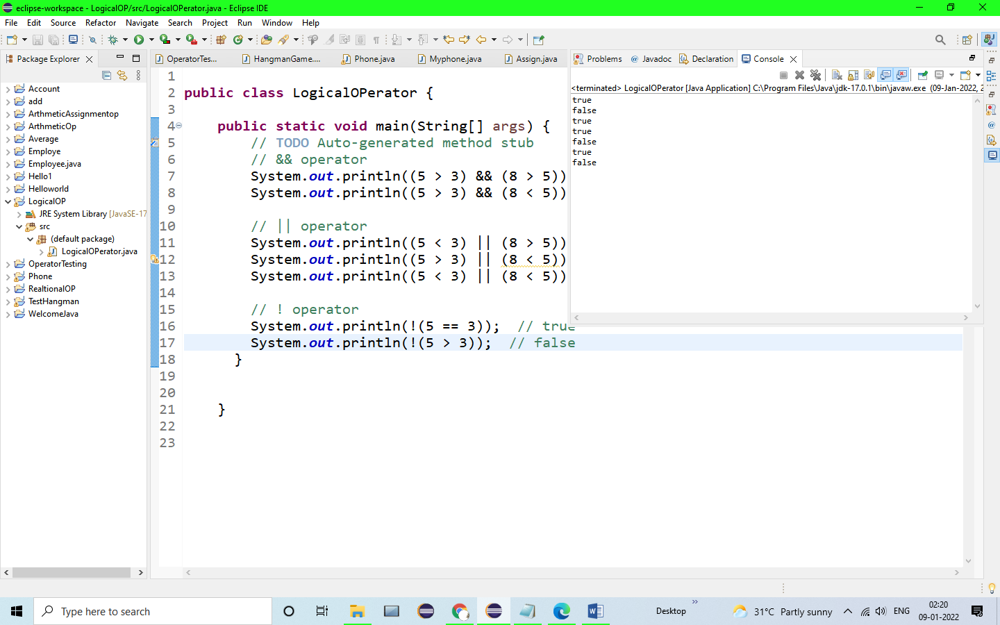 eclipse-workspace - LogicalOP/src/LogicalOPerator.java - Eclipse IDE
File Edit Source Refactor Navigate Search Project Run Window Help
Package Explorer
OperatorTes... HangmanGame.... Phone.java Myphone.java Assign.java
Problems @ Javadoc Declaration Console
Account
add
ArthmeticAssignmentop
ArthmeticOp
Average
Employe
Employee.java
Hello1
Helloworld
LogicalOP
JRE System Library [JavaSE-17
src
(default package)
LogicalOPerator.java
OperatorTesting
Phone
RealtionalOP
TestHangman
WelcomeJava
1
2 public class LogicalOPerator {
3
4 public static void main(String[] args) {
5 // TODO Auto-generated method stub
6 // && operator
7 System.out.println((5 > 3) && (8 > 5))
8 System.out.println((5 > 3) && (8 < 5))
9
10 // || operator
11 System.out.println((5 < 3) || (8 > 5))
12 System.out.println((5 > 3) || (8 < 5))
13 System.out.println((5 < 3) || (8 < 5))
14
15 // ! operator
16 System.out.println(!(5 == 3)); // true
17 System.out.println(!(5 > 3)); // false
18 }
19
20
21 }
22
23
<terminated> LogicalOPerator [Java Application] C:\Program Files\Java\jdk-17.0.1\bin\javaw.exe (09-Jan-2022, 2
true
false
true
true
false
true
false
Type here to search
Desktop
31°C Partly sunny
ENG
02:20
09-01-2022